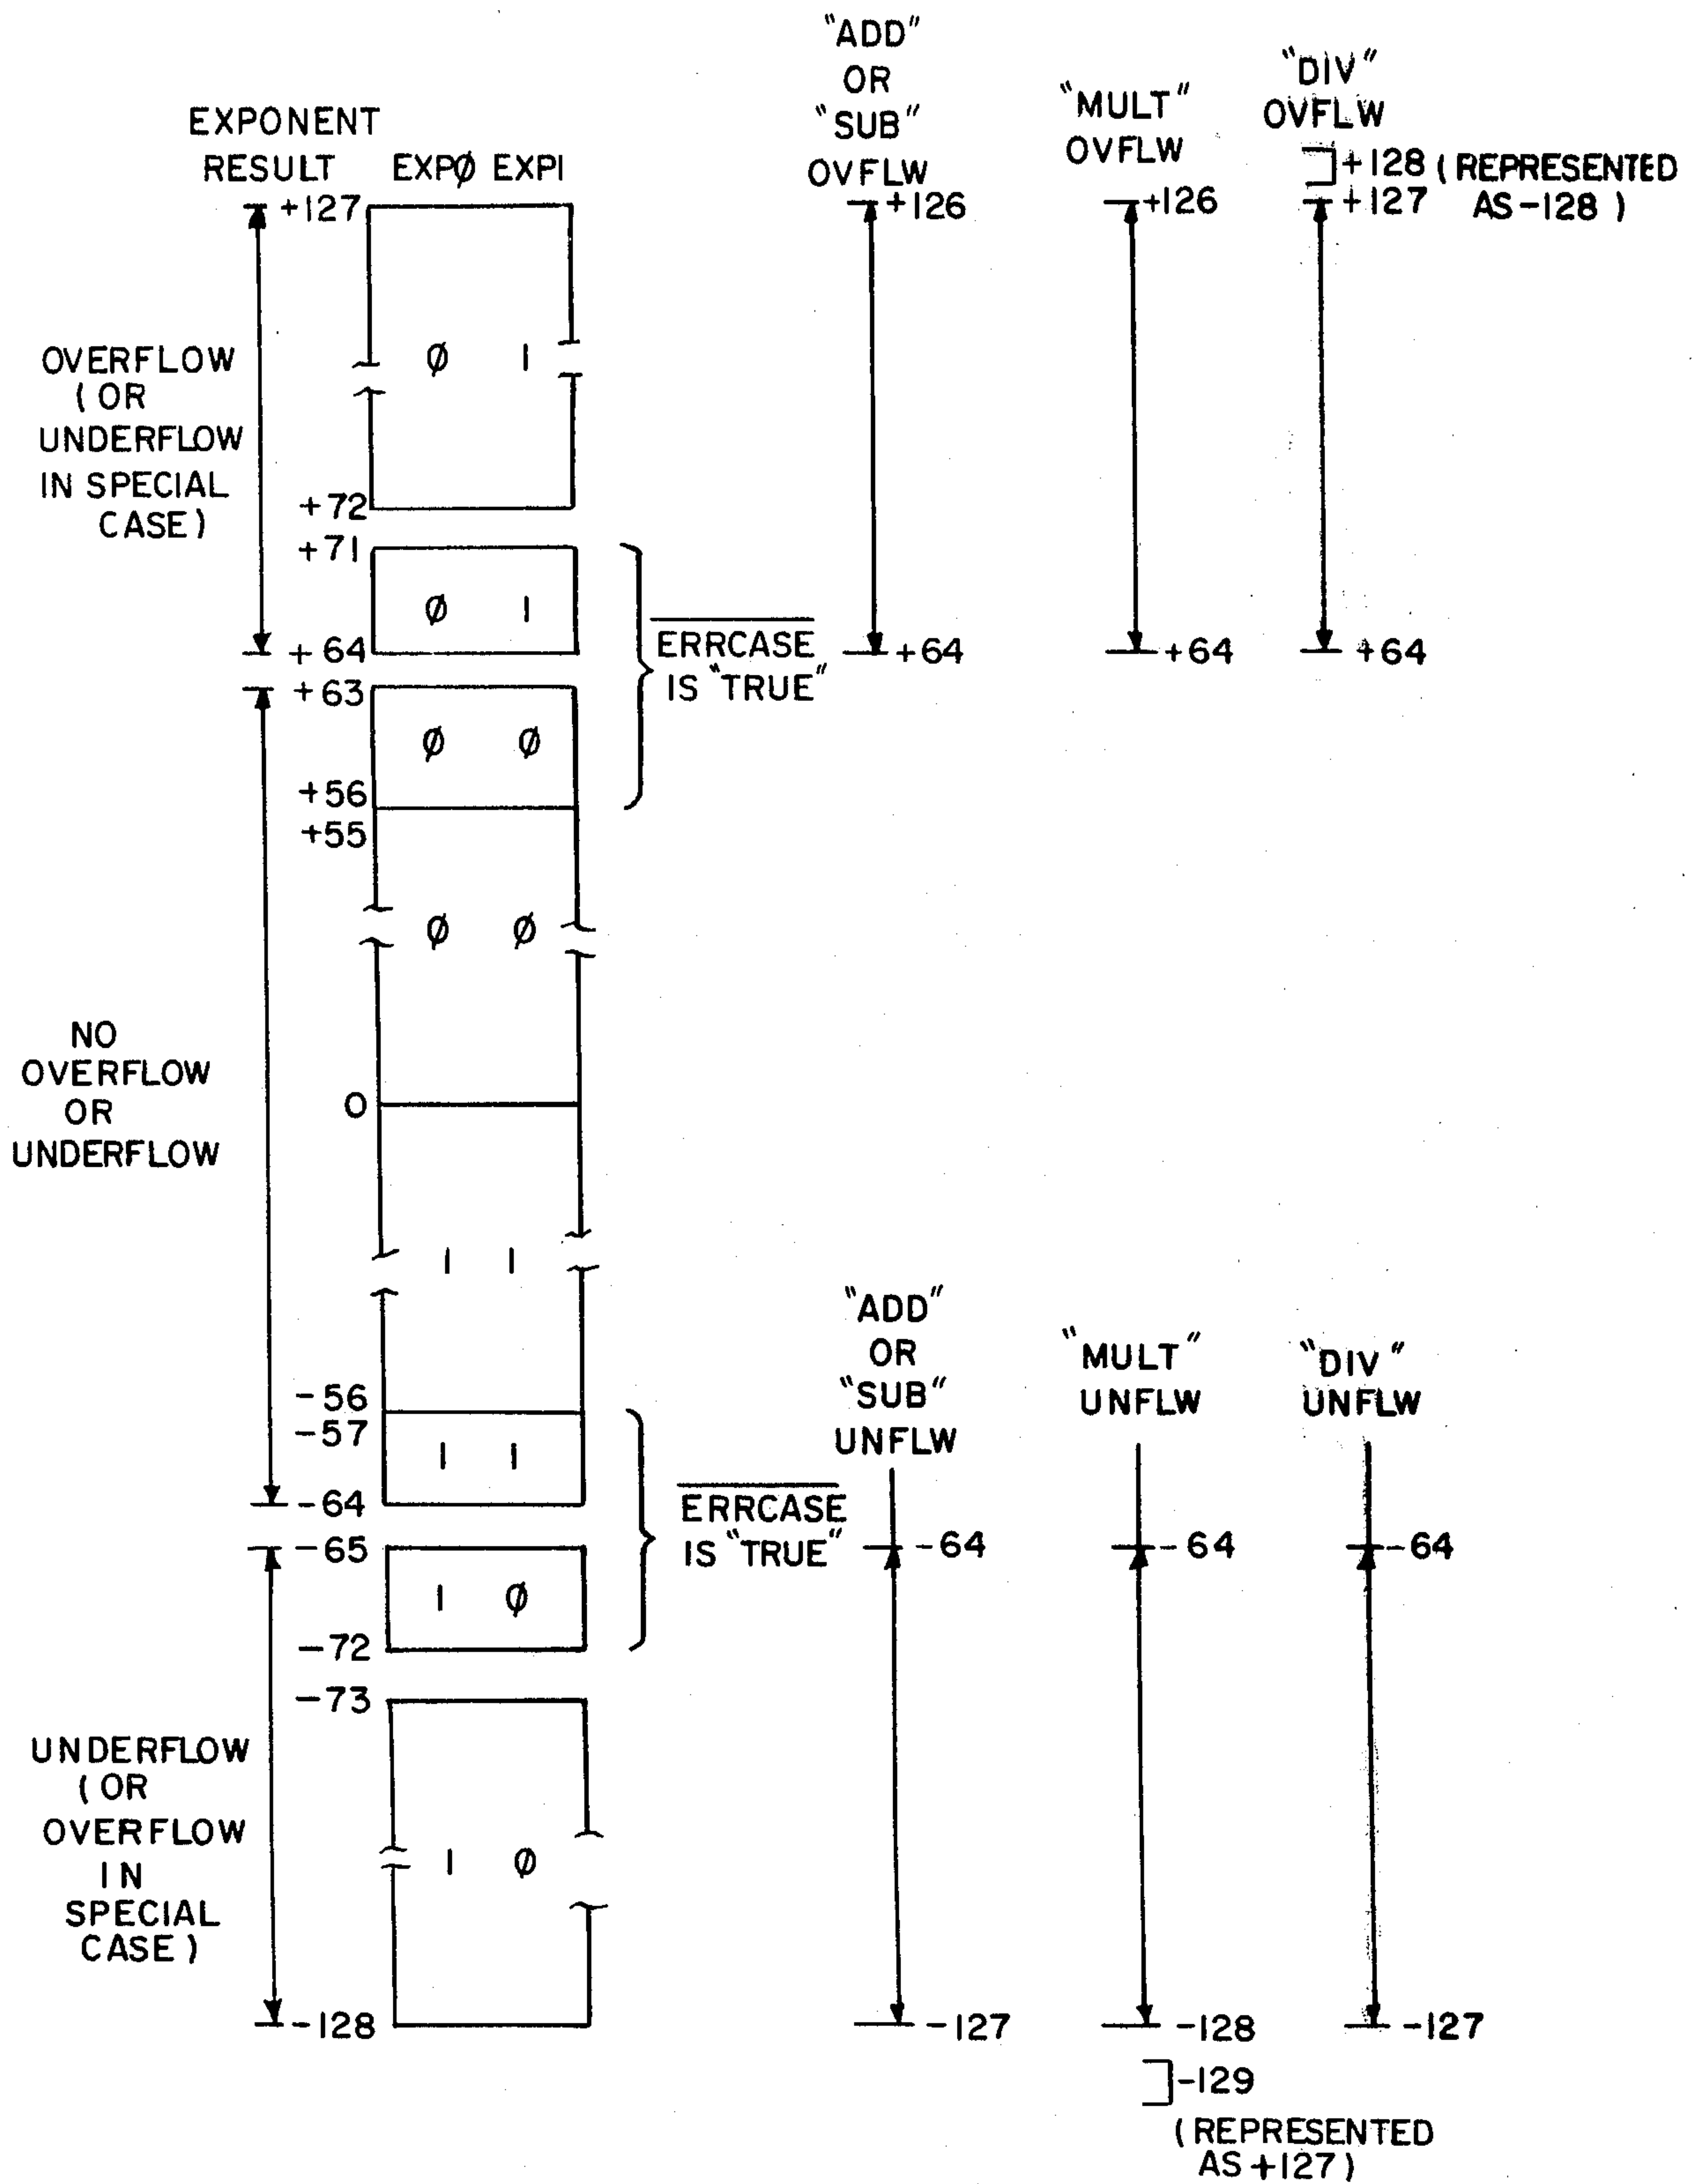 "ADD"
OR
"SUB"
OVFLW
"MULT"
OVFLW
"DIV"
OVFLW
EXPONENT
RESULT EXPØ EXP1
+128 (REPRESENTED
AS -128 )
+127
+126
+126
+127
OVERFLOW
(OR
UNDERFLOW
IN SPECIAL
CASE)
Ø 1
+72
+71
Ø 1
+64
ERRCASE
IS "TRUE"
+64
+64
+64
+63
Ø Ø
+56
+55
Ø Ø
NO
OVERFLOW
OR
UNDERFLOW
0
1 1
"ADD"
OR
"SUB"
UNFLW
"MULT"
UNFLW
"DIV"
UNFLW
-56
-57
1 1
-64
ERRCASE
IS "TRUE"
-64
-64
-64
-65
1 Ø
-72
-73
UNDERFLOW
(OR
OVERFLOW
IN
SPECIAL
CASE)
1 Ø
-128
-127
-128
-127
-129
(REPRESENTED
AS +127)